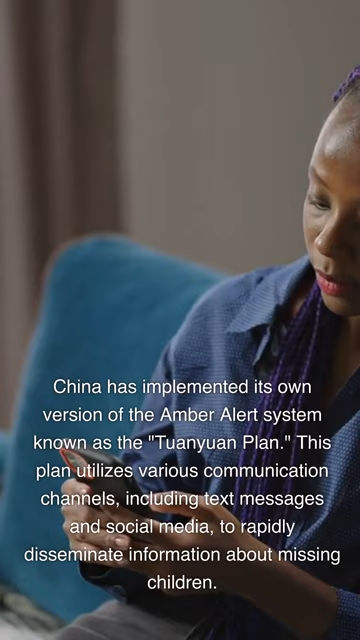 China has implemented its own
version of the Amber Alert system
known as the "Tuanyuan Plan." This
plan utilizes various communication
channels, including text messages
and social media, to rapidly
disseminate information about missing
children.